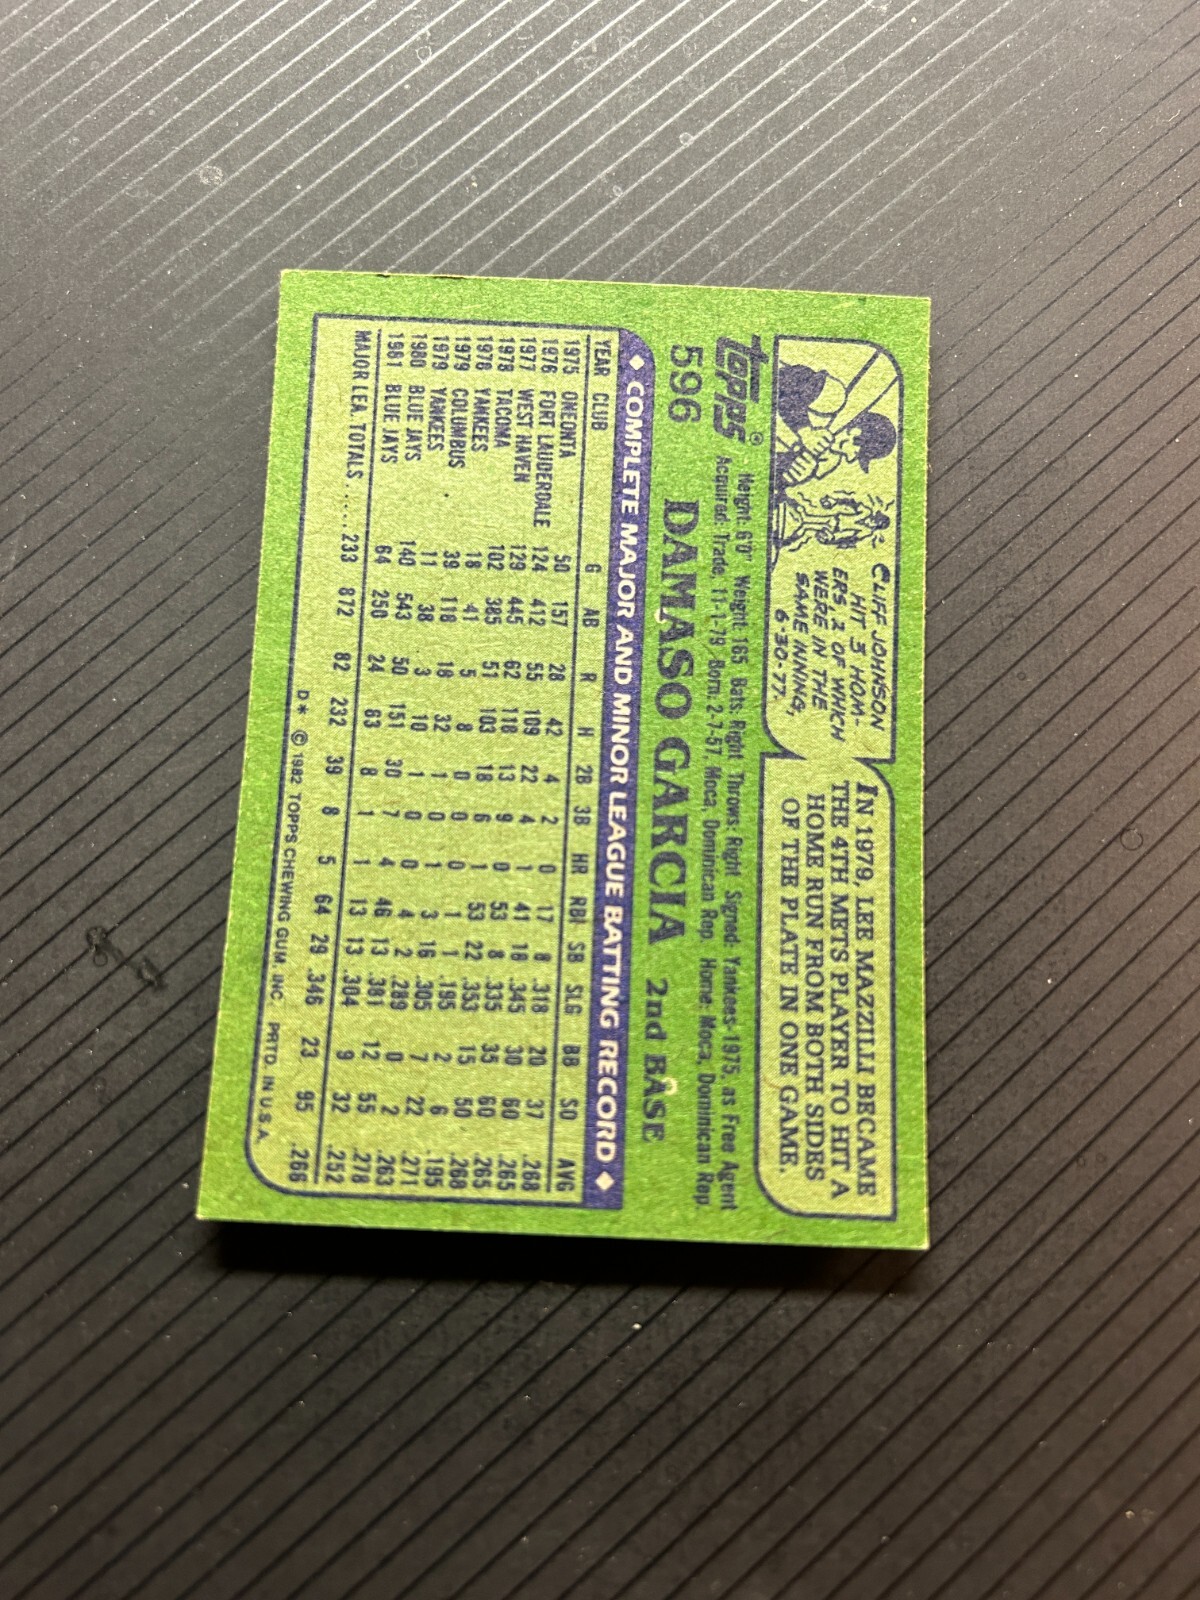 CLIFF JOHNSON
HIT 3 HOM-
ERS, 2 OF WHICH
WERE IN THE
SAME INNING,
6-30-77.
IN 1979, LEE MAZZILLI BECAME
THE 4TH METS PLAYER TO HIT A
HOME RUN FROM BOTH SIDES
OF THE PLATE IN ONE GAME.
topps® Height: 6'0" Weight: 165 Bats: Right Throws: Right Signed: Yankees-1975, as Free Agent
Acquired: Trade, 11-1-79 Born: 2-7-57, Moca, Dominican Rep. Home: Moca, Dominican Rep.
596 DAMASO GARCIA 2nd BASE
◆ COMPLETE MAJOR AND MINOR LEAGUE BATTING RECORD ◆
YEAR CLUB G AB R H 2B 3B HR RBI SB SLG BB SO AVG
1975 ONEONTA 50 157 28 42 4 2 0 17 8 .318 20 37 .268
1976 FORT LAUDERDALE 124 412 55 109 22 4 1 41 16 .345 30 60 .265
1977 WEST HAVEN 129 445 62 118 13 9 0 53 8 .335 35 60 .265
1978 TACOMA 102 385 51 103 18 6 1 53 22 .353 15 50 .268
1978 YANKEES 18 41 5 8 0 0 0 1 1 .195 2 6 .195
1979 COLUMBUS 39 118 18 32 1 0 1 3 16 .305 7 22 .271
1979 YANKEES 11 38 3 10 1 0 0 4 2 .289 0 2 .263
1980 BLUE JAYS 140 543 50 151 30 7 4 46 13 .381 12 55 .278
1981 BLUE JAYS 64 250 24 63 8 1 1 13 13 .304 9 32 .252
MAJOR LEA. TOTALS ..... 233 872 82 232 39 8 5 64 29 .346 23 95 .266
D* © 1982 TOPPS CHEWING GUM, INC. PRTD. IN U.S.A.